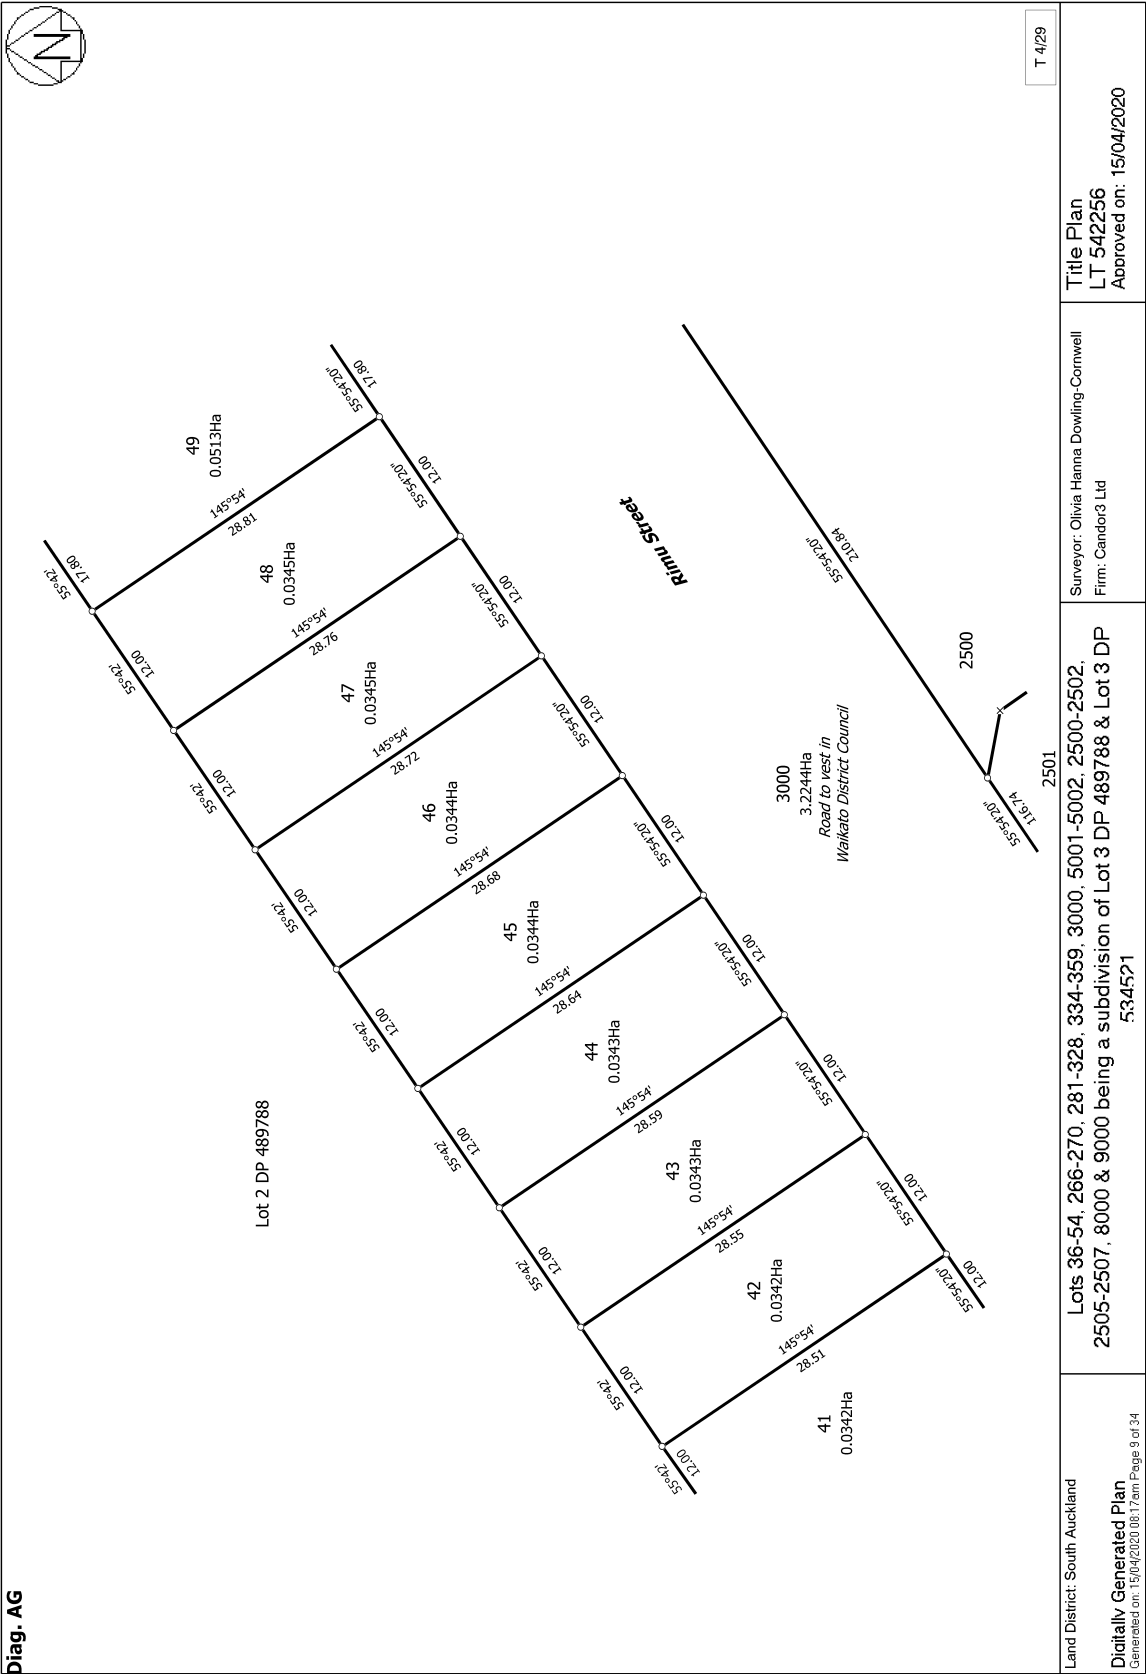 Diag. AG
N
T 4/29
55°42'
17.80
49
0.0513Ha
55°54'20"
17.80
145°54'
28.81
55°42'
12.00
48
0.0345Ha
55°54'20"
12.00
145°54'
28.76
55°42'
12.00
47
0.0345Ha
55°54'20"
12.00
145°54'
28.72
55°42'
12.00
46
0.0344Ha
55°54'20"
12.00
145°54'
28.68
55°42'
12.00
45
0.0344Ha
55°54'20"
12.00
145°54'
28.64
55°42'
12.00
44
0.0343Ha
55°54'20"
12.00
145°54'
28.59
55°42'
12.00
43
0.0343Ha
55°54'20"
12.00
145°54'
28.55
55°42'
12.00
42
0.0342Ha
55°54'20"
12.00
145°54'
28.51
55°42'
12.00
41
0.0342Ha
55°54'20"
12.00
Lot 2 DP 489788
Rimu Street
3000
3.2244Ha
Road to vest in
Waikato District Council
55°54'20"
210.84
2500
2501
55°54'20"
116.74
Land District: South Auckland
Digitally Generated Plan
Generated on: 15/04/2020 08:17am Page 9 of 34
Lots 36-54, 266-270, 281-328, 334-359, 3000, 5001-5002, 2500-2502,
2505-2507, 8000 & 9000 being a subdivision of Lot 3 DP 489788 & Lot 3 DP
534521
Surveyor: Olivia Hanna Dowling-Cornwell
Firm: Candor3 Ltd
Title Plan
LT 542256
Approved on: 15/04/2020